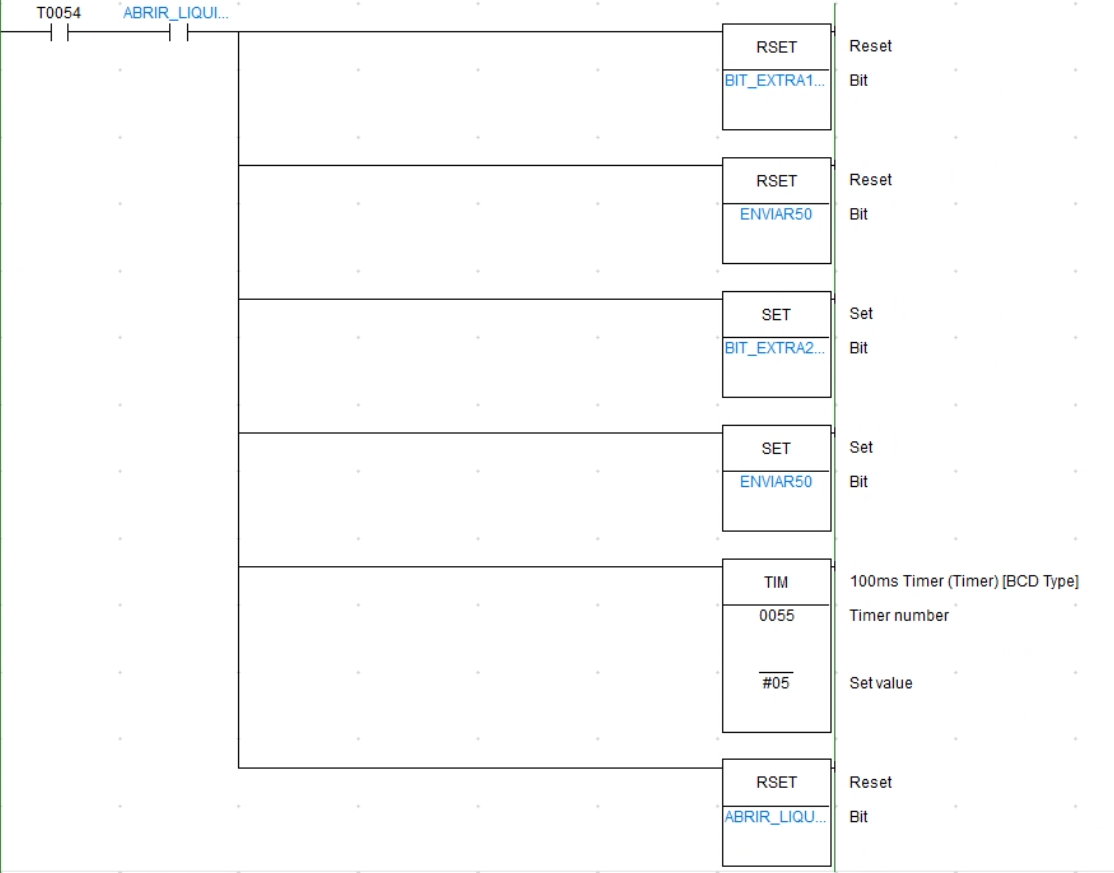 T0054 ABRIR_LIQUI...
RSET Reset
BIT_EXTRA1... Bit
RSET Reset
ENVIAR50 Bit
SET Set
BIT_EXTRA2... Bit
SET Set
ENVIAR50 Bit
TIM 100ms Timer (Timer) [BCD Type]
0055 Timer number
#05 Set value
RSET Reset
ABRIR_LIQU... Bit